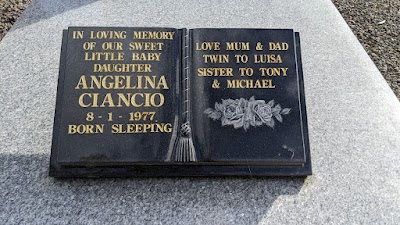 IN LOVING MEMORY
OF OUR SWEET
LITTLE BABY
DAUGHTER
ANGELINA
CIANCIO
8 - 1 - 1977
BORN SLEEPING
LOVE MUM & DAD
TWIN TO LUISA
SISTER TO TONY
& MICHAEL